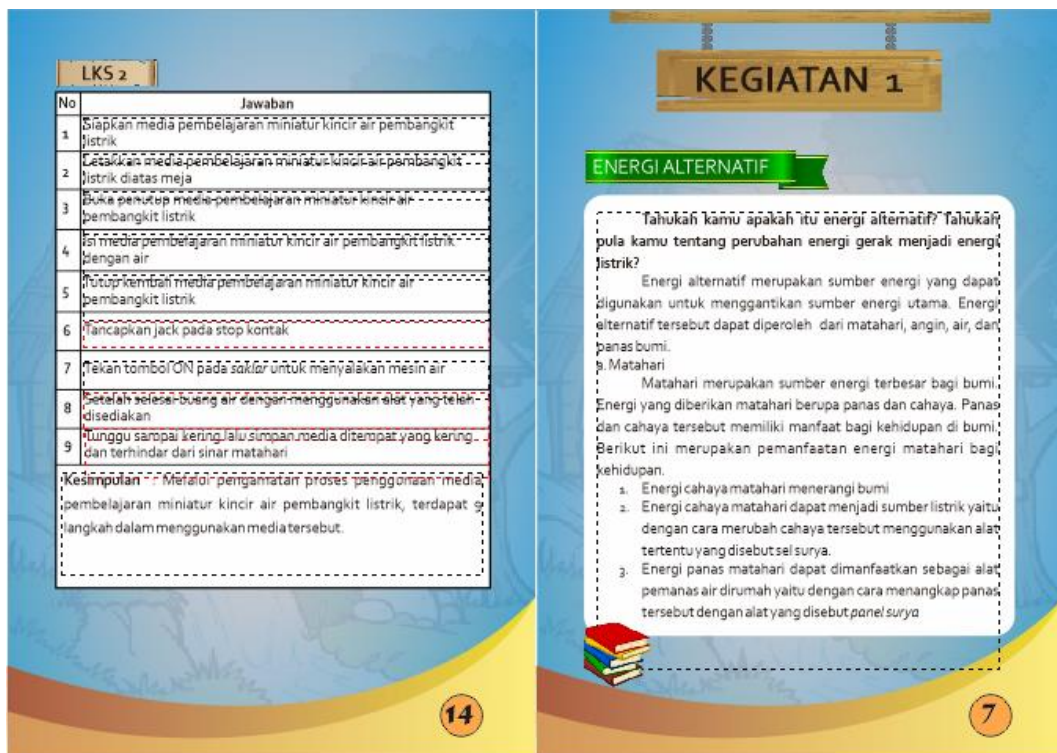 LKS 2
No Jawaban
1 Siapkan media pembelajaran miniatur kincir air pembangkit
listrik
2 Letakkan media pembelajaran miniatur kincir air pembangkit
listrik diatas meja
3 Buka penutup media pembelajaran miniatur kincir air
pembangkit listrik
4 Isi media pembelajaran miniatur kincir air pembangkit listrik
dengan air
5 Tutup kembali media pembelajaran miniatur kincir air
pembangkit listrik
6 Tancapkan jack pada stop kontak
7 Tekan tombol ON pada saklar untuk menyalakan mesin air
8 Setelah selesai buang air dengan menggunakan alat yang telah
disediakan
9 Tunggu sampai kering lalu simpan media ditempat yang kering
dan terhindar dari sinar matahari
Kesimpulan : Melalui pengamatan proses penggunaan media
pembelajaran miniatur kincir air pembangkit listrik, terdapat 9
langkah dalam menggunakan media tersebut.
14
KEGIATAN 1
ENERGI ALTERNATIF
Tahukah kamu apakah itu energi alternatif? Tahukah
pula kamu tentang perubahan energi gerak menjadi energi
listrik?
Energi alternatif merupakan sumber energi yang dapat
digunakan untuk menggantikan sumber energi utama. Energi
alternatif tersebut dapat diperoleh dari matahari, angin, air, dan
panas bumi.
a. Matahari
Matahari merupakan sumber energi terbesar bagi bumi.
Energi yang diberikan matahari berupa panas dan cahaya. Panas
dan cahaya tersebut memiliki manfaat bagi kehidupan di bumi.
Berikut ini merupakan pemanfaatan energi matahari bagi
kehidupan.
1. Energi cahaya matahari menerangi bumi
2. Energi cahaya matahari dapat menjadi sumber listrik yaitu
dengan cara merubah cahaya tersebut menggunakan alat
tertentu yang disebut sel surya.
3. Energi panas matahari dapat dimanfaatkan sebagai alat
pemanas air dirumah yaitu dengan cara menangkap panas
tersebut dengan alat yang disebut panel surya
7